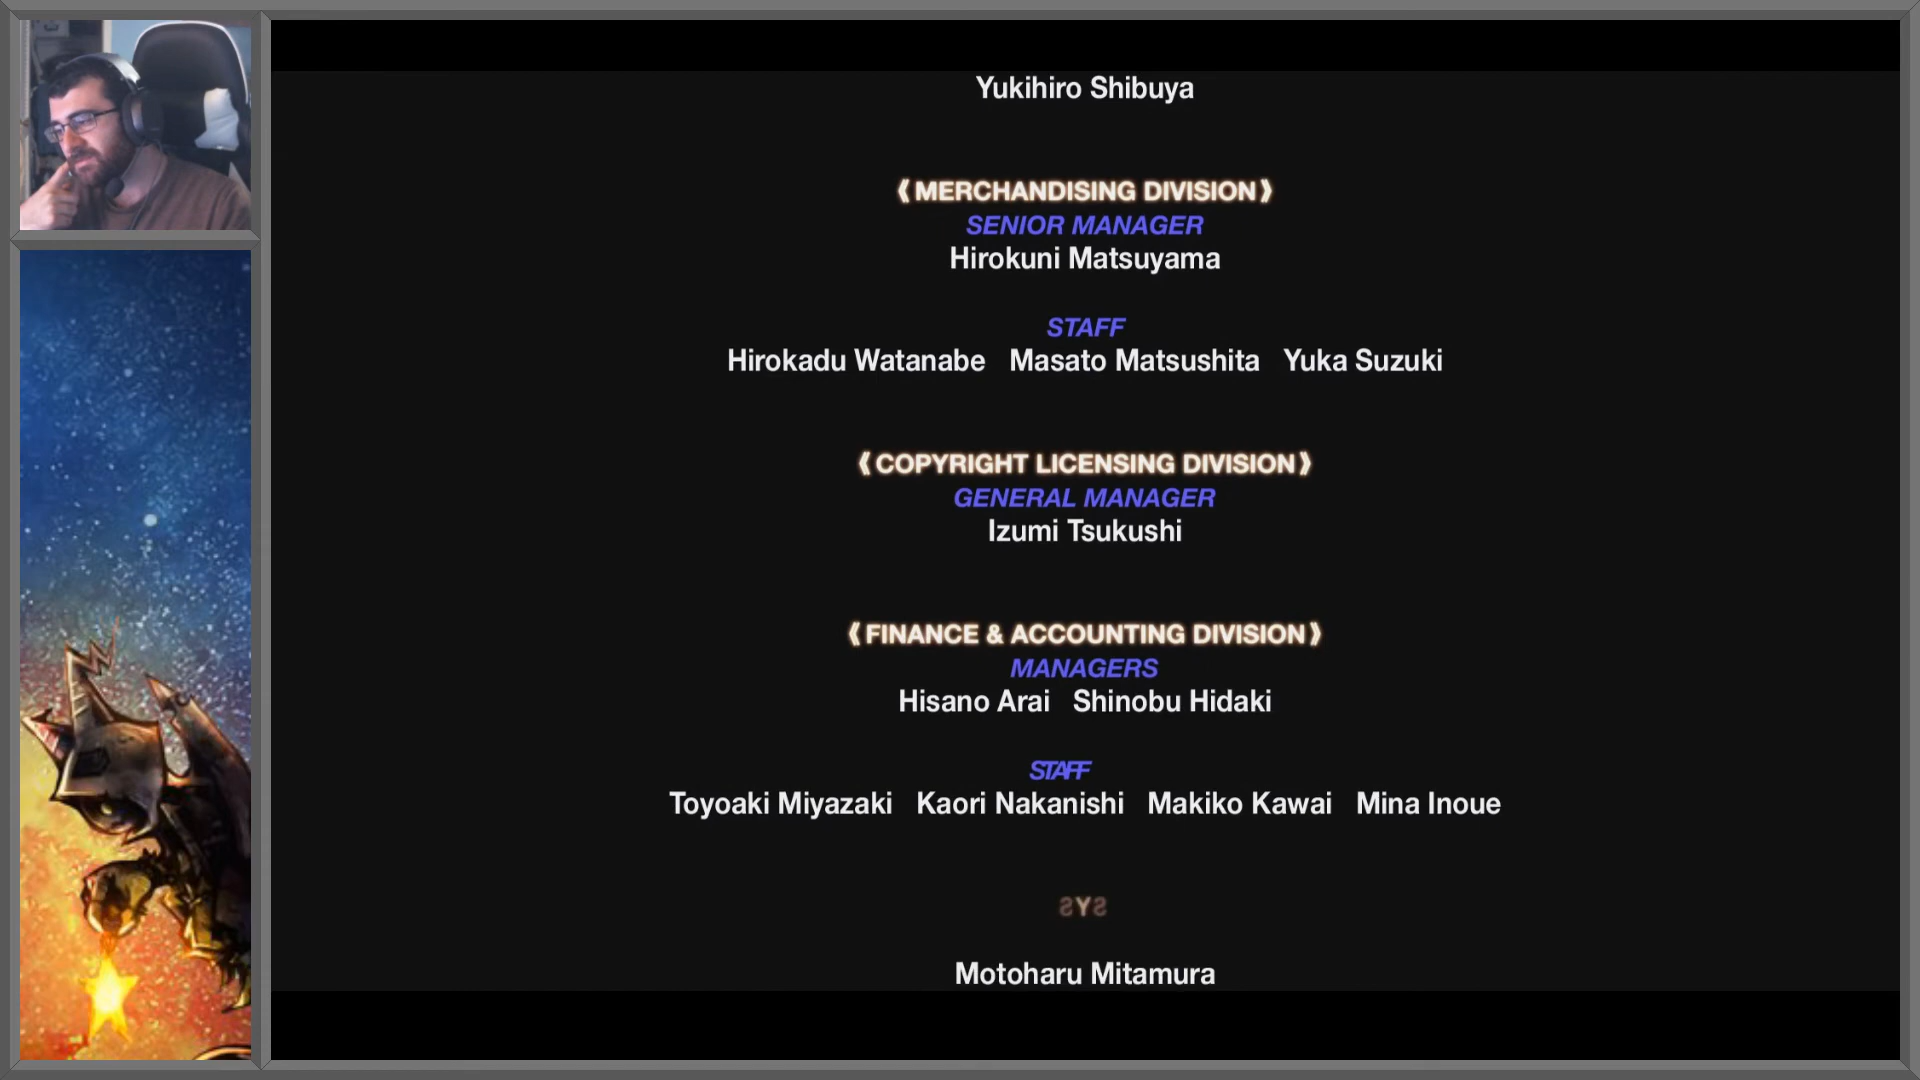 Yukihiro Shibuya
《MERCHANDISING DIVISION》
SENIOR MANAGER
Hirokuni Matsuyama
STAFF
Hirokadu Watanabe Masato Matsushita Yuka Suzuki
《COPYRIGHT LICENSING DIVISION》
GENERAL MANAGER
Izumi Tsukushi
《FINANCE & ACCOUNTING DIVISION》
MANAGERS
Hisano Arai Shinobu Hidaki
STAFF
Toyoaki Miyazaki Kaori Nakanishi Makiko Kawai Mina Inoue
Motoharu Mitamura